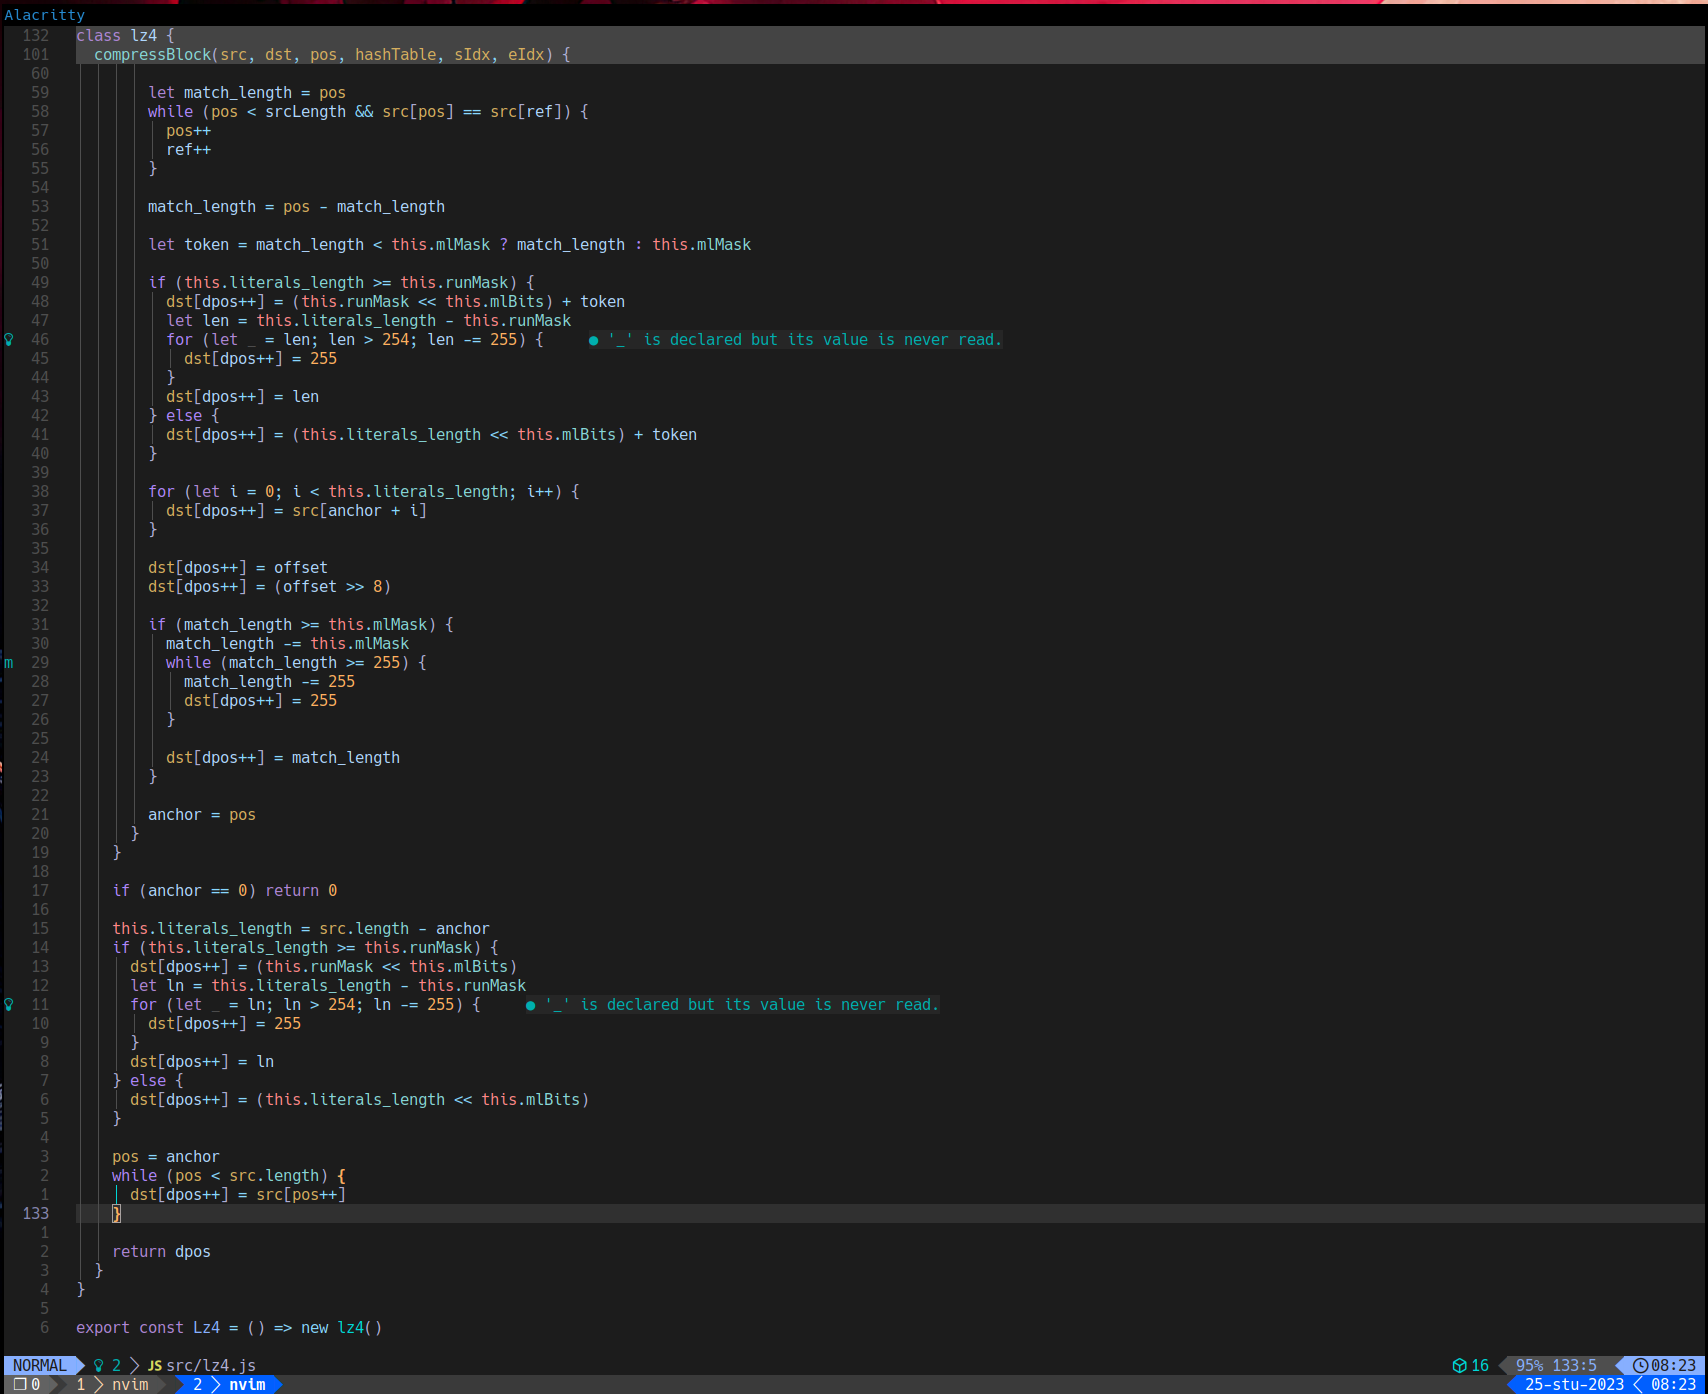 Alacritty
132 class lz4 {
101 compressBlock(src, dst, pos, hashTable, sIdx, eIdx) {
60
59 let match_length = pos
58 while (pos < srcLength && src[pos] == src[ref]) {
57 pos++
56 ref++
55 }
54
53 match_length = pos - match_length
52
51 let token = match_length < this.mlMask ? match_length : this.mlMask
50
49 if (this.literals_length >= this.runMask) {
48 dst[dpos++] = (this.runMask << this.mlBits) + token
47 let len = this.literals_length - this.runMask
46 for (let _ = len; len > 254; len -= 255) { ● '_' is declared but its value is never read.
45 dst[dpos++] = 255
44 }
43 dst[dpos++] = len
42 } else {
41 dst[dpos++] = (this.literals_length << this.mlBits) + token
40 }
39
38 for (let i = 0; i < this.literals_length; i++) {
37 dst[dpos++] = src[anchor + i]
36 }
35
34 dst[dpos++] = offset
33 dst[dpos++] = (offset >> 8)
32
31 if (match_length >= this.mlMask) {
30 match_length -= this.mlMask
m 29 while (match_length >= 255) {
28 match_length -= 255
27 dst[dpos++] = 255
26 }
25
24 dst[dpos++] = match_length
23 }
22
21 anchor = pos
20 }
19 }
18
17 if (anchor == 0) return 0
16
15 this.literals_length = src.length - anchor
14 if (this.literals_length >= this.runMask) {
13 dst[dpos++] = (this.runMask << this.mlBits)
12 let ln = this.literals_length - this.runMask
11 for (let _ = ln; ln > 254; ln -= 255) { ● '_' is declared but its value is never read.
10 dst[dpos++] = 255
9 }
8 dst[dpos++] = ln
7 } else {
6 dst[dpos++] = (this.literals_length << this.mlBits)
5 }
4
3 pos = anchor
2 while (pos < src.length) {
1 dst[dpos++] = src[pos++]
133 }
1
2 return dpos
3 }
4 }
5
6 export const Lz4 = () => new lz4()
NORMAL 2 JS src/lz4.js 16 95% 133:5 08:23
0 1 nvim 2 nvim 25-stu-2023 08:23